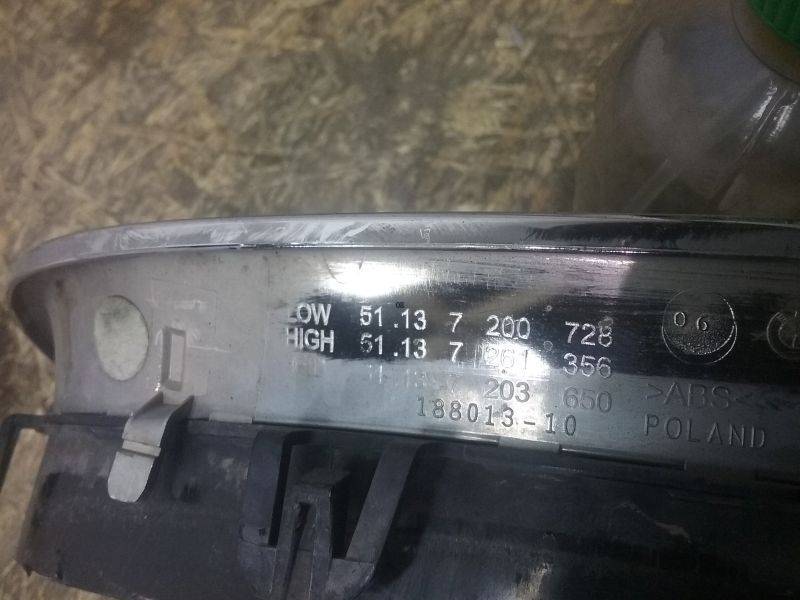 LOW 51.13 7 200 728
HIGH 51.13 7 261 356
203 650
188013-10
06
>ABS<
POLAND